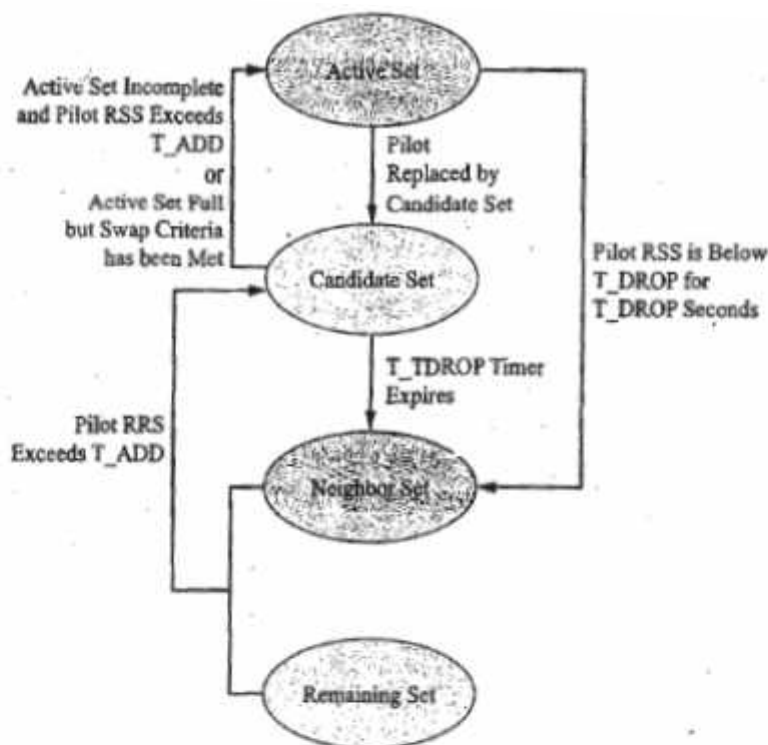 Active Set
Active Set Incomplete
and Pilot RSS Exceeds
T_ADD
or
Active Set Full
but Swap Criteria
has been Met
Pilot
Replaced by
Candidate Set
Candidate Set
Pilot RSS is Below
T_DROP for
T_DROP Seconds
T_TDROP Timer
Expires
Pilot RRS
Exceeds T_ADD
Neighbor Set
Remaining Set